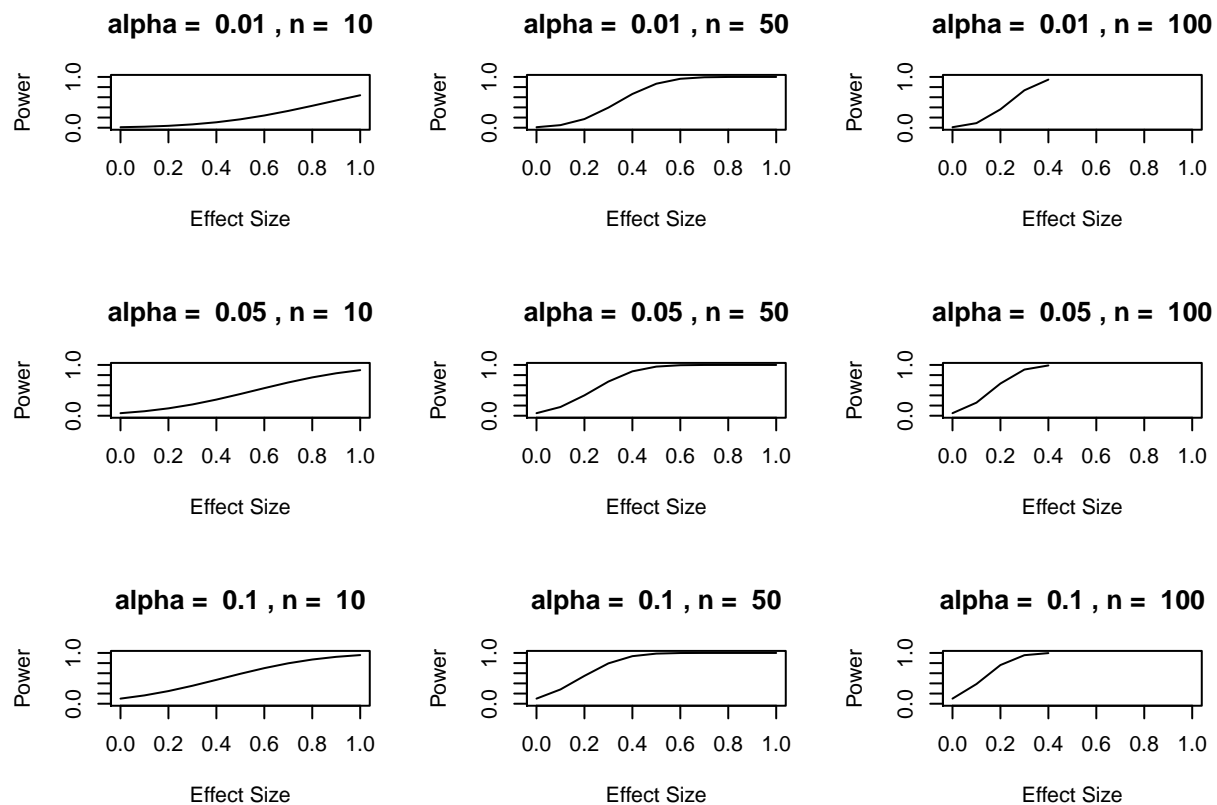 alpha = 0.01 , n = 10
Power
0.0 1.0
0.0 0.2 0.4 0.6 0.8 1.0
Effect Size
alpha = 0.01 , n = 50
Power
0.0 1.0
0.0 0.2 0.4 0.6 0.8 1.0
Effect Size
alpha = 0.01 , n = 100
Power
0.0 1.0
0.0 0.2 0.4 0.6 0.8 1.0
Effect Size
alpha = 0.05 , n = 10
Power
0.0 1.0
0.0 0.2 0.4 0.6 0.8 1.0
Effect Size
alpha = 0.05 , n = 50
Power
0.0 1.0
0.0 0.2 0.4 0.6 0.8 1.0
Effect Size
alpha = 0.05 , n = 100
Power
0.0 1.0
0.0 0.2 0.4 0.6 0.8 1.0
Effect Size
alpha = 0.1 , n = 10
Power
0.0 1.0
0.0 0.2 0.4 0.6 0.8 1.0
Effect Size
alpha = 0.1 , n = 50
Power
0.0 1.0
0.0 0.2 0.4 0.6 0.8 1.0
Effect Size
alpha = 0.1 , n = 100
Power
0.0 1.0
0.0 0.2 0.4 0.6 0.8 1.0
Effect Size